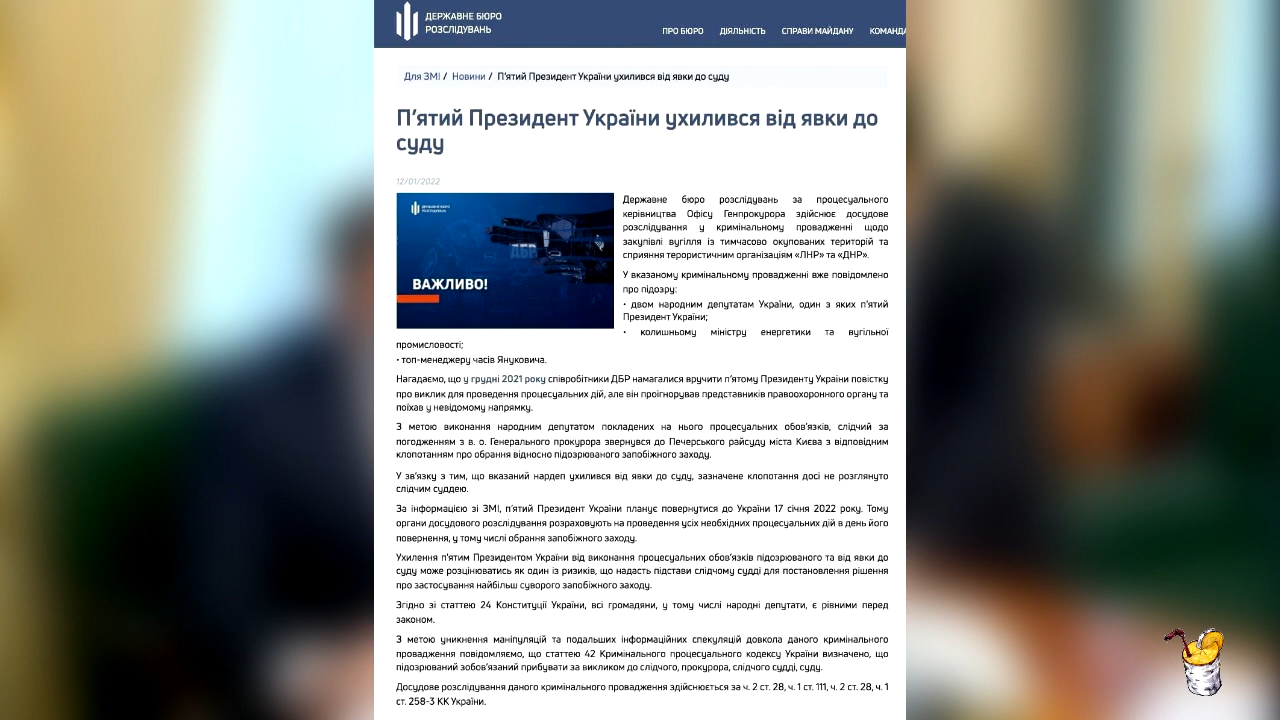 ДЕРЖАВНЕ БЮРО
РОЗСЛІДУВАНЬ
ПРО БЮРО ДІЯЛЬНІСТЬ СПРАВИ МАЙДАНУ КОМАНДА
Для ЗМІ / Новини / П'ятий Президент України ухилився від явки до суду
П'ятий Президент України ухилився від явки до
суду
12/01/2022
ДЕРЖАВНЕ БЮРО
РОЗСЛІДУВАНЬ
ДБР
ВАЖЛИВО!
Державне бюро розслідувань за процесуального
керівництва Офісу Генпрокурора здійснює досудове
розслідування у кримінальному провадженні щодо
закупівлі вугілля із тимчасово окупованих територій та
сприяння терористичним організаціям «ЛНР» та «ДНР».
У вказаному кримінальному провадженні вже повідомлено
про підозру:
• двом народним депутатам України, один з яких п'ятий
Президент України;
• колишньому міністру енергетики та вугільної
промисловості;
• топ-менеджеру часів Януковича.
Нагадаємо, що у грудні 2021 року співробітники ДБР намагалися вручити п'ятому Президенту України повістку
про виклик для проведення процесуальних дій, але він проігнорував представників правоохоронного органу та
поїхав у невідомому напрямку.
З метою виконання народним депутатом покладених на нього процесуальних обов'язків, слідчий за
погодженням з в. о. Генерального прокурора звернувся до Печерського райсуду міста Києва з відповідним
клопотанням про обрання відносно підозрюваного запобіжного заходу.
У зв'язку з тим, що вказаний нардеп ухилився від явки до суду, зазначене клопотання досі не розглянуто
слідчим суддею.
За інформацією зі ЗМІ, п'ятий Президент України планує повернутися до України 17 січня 2022 року. Тому
органи досудового розслідування розраховують на проведення усіх необхідних процесуальних дій в день його
повернення, у тому числі обрання запобіжного заходу.
Ухилення п'ятим Президентом України від виконання процесуальних обов'язків підозрюваного та від явки до
суду може розцінюватись як один із ризиків, що надасть підстави слідчому судді для постановлення рішення
про застосування найбільш суворого запобіжного заходу.
Згідно зі статтею 24 Конституції України, всі громадяни, у тому числі народні депутати, є рівними перед
законом.
З метою уникнення маніпуляцій та подальших інформаційних спекуляцій довкола даного кримінального
провадження повідомляємо, що статтею 42 Кримінального процесуального кодексу України визначено, що
підозрюваний зобов'язаний прибувати за викликом до слідчого, прокурора, слідчого судді, суду.
Досудове розслідування даного кримінального провадження здійснюється за ч. 2 ст. 28, ч. 1 ст. 111, ч. 2 ст. 28, ч. 1
ст. 258-3 КК України.